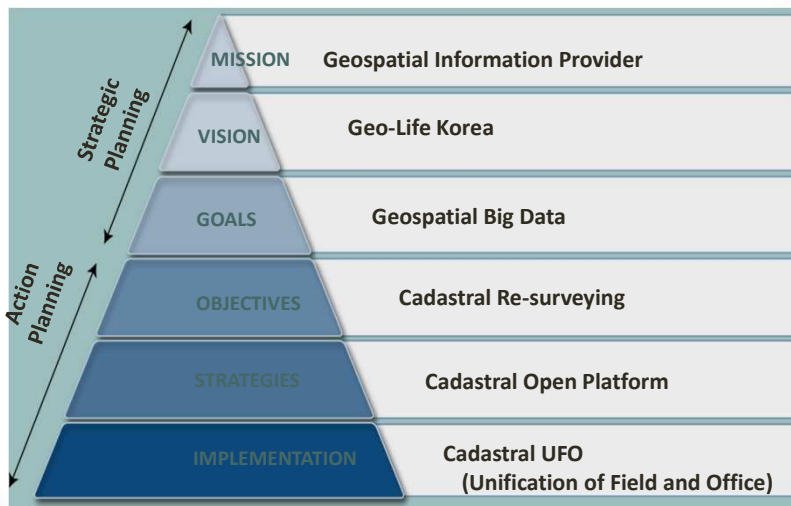 Strategic
Planning
Action
Planning
MISSION
Geospatial Information Provider
VISION
Geo-Life Korea
GOALS
Geospatial Big Data
OBJECTIVES
Cadastral Re-surveying
STRATEGIES
Cadastral Open Platform
IMPLEMENTATION
Cadastral UFO
(Unification of Field and Office)